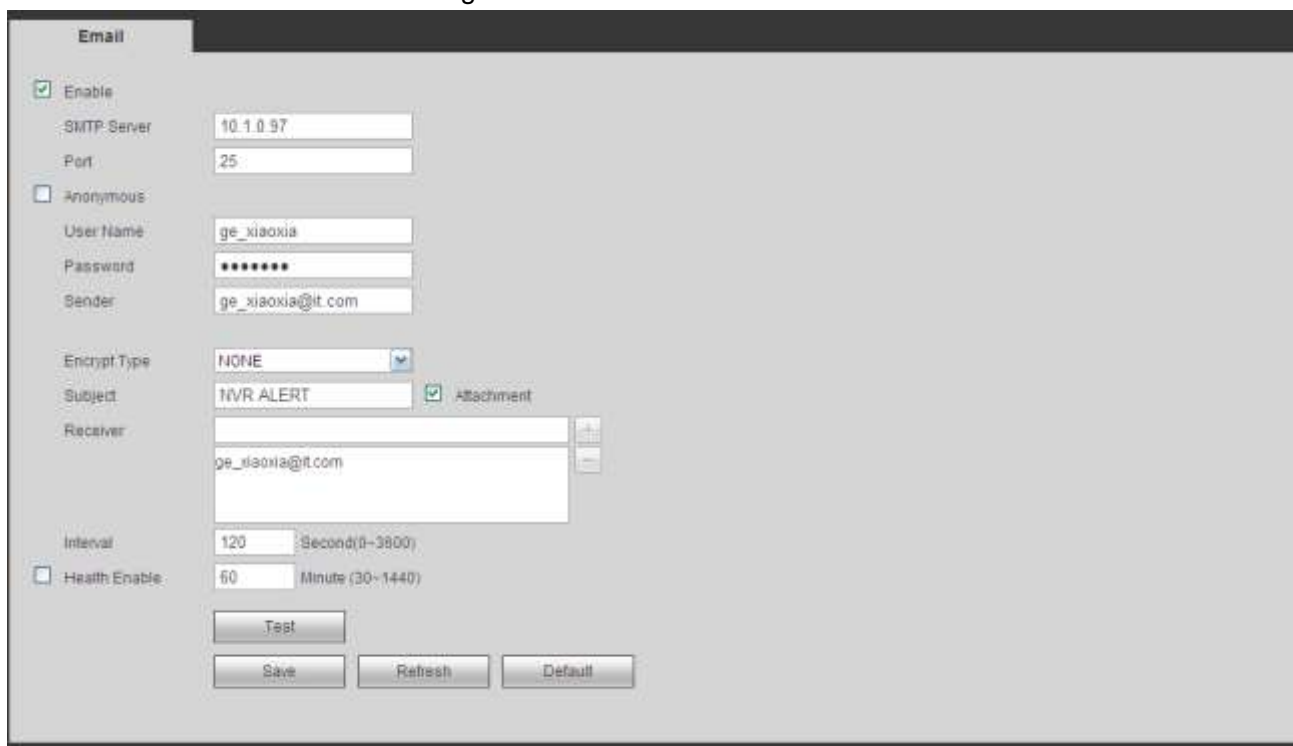 Email
Enable
SMTP Server 10.1.0.97
Port 25
Anonymous
User Name ge_xiaoxia
Password •••••••
Sender ge_xiaoxia@it.com
Encrypt Type NONE
Subject NVR ALERT Attachment
Receiver +
ge_xiaoxia@it.com −
Interval 120 Second(0~3600)
Health Enable 60 Minute (30~1440)
Test
Save Refresh Default